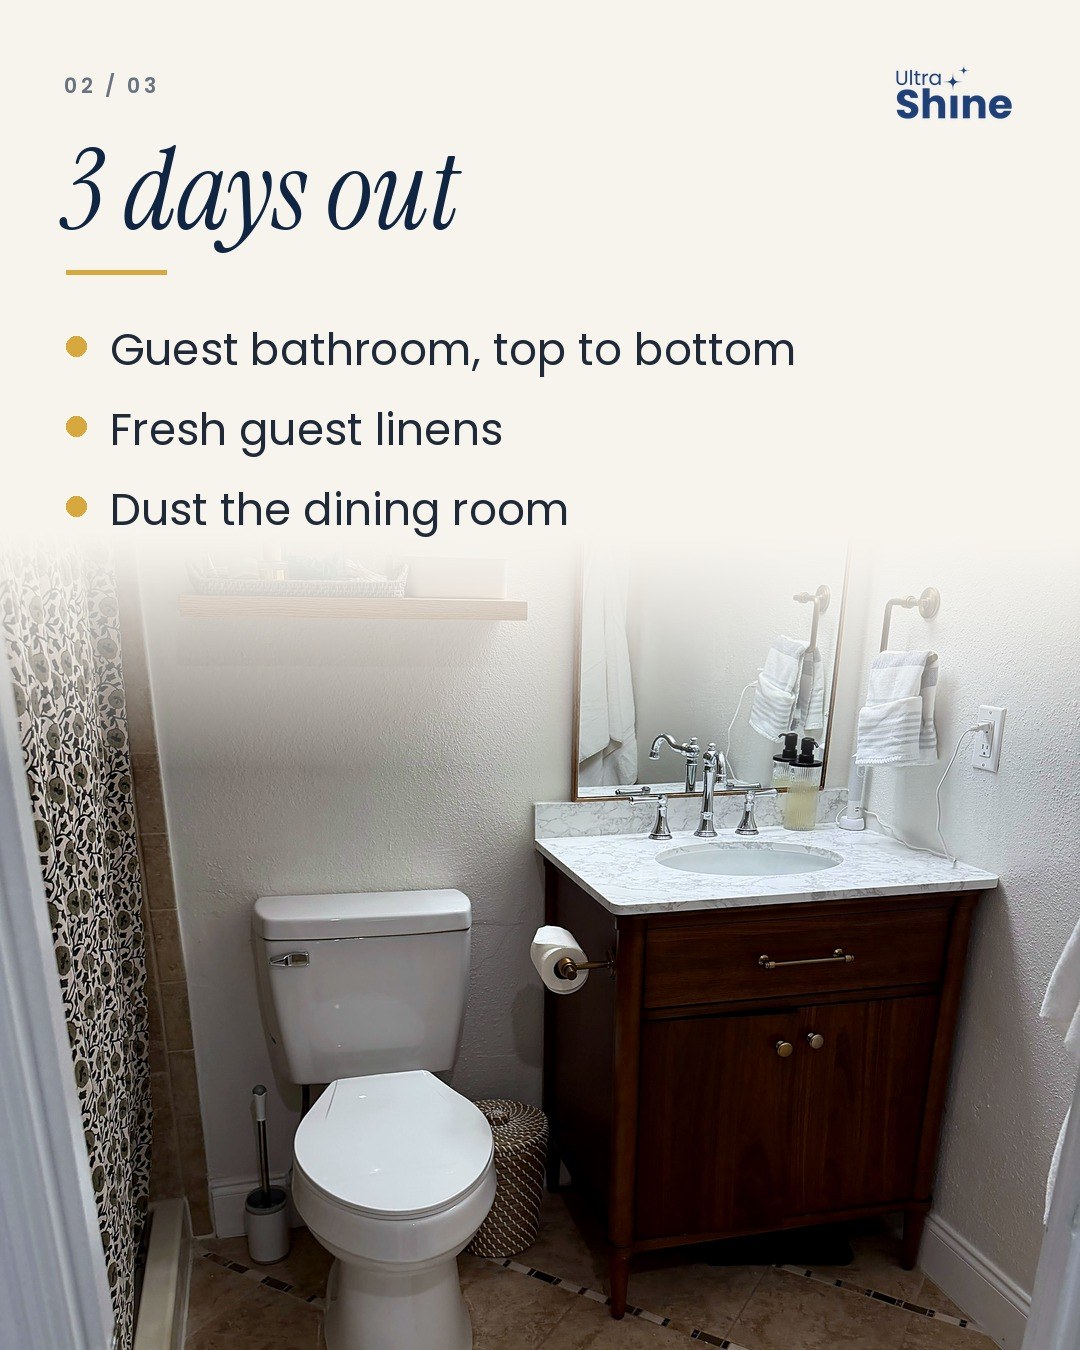 02 / 03
Ultra
Shine
3 days out
Guest bathroom, top to bottom
Fresh guest linens
Dust the dining room